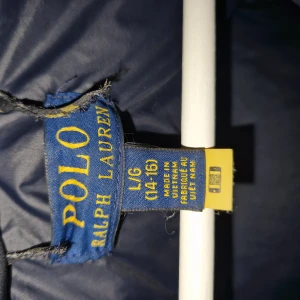 POLO
RALPH LAUREN
L/G
(14-16)
MADE IN
VIETNAM
FABRIQUÉ AU
VIET NAM